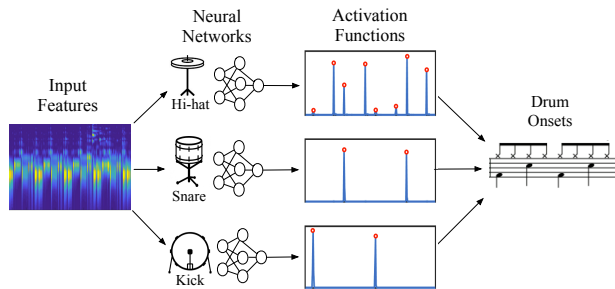 Neural
Networks
Activation
Functions
Input
Features
Hi-hat
Snare
Kick
Drum
Onsets